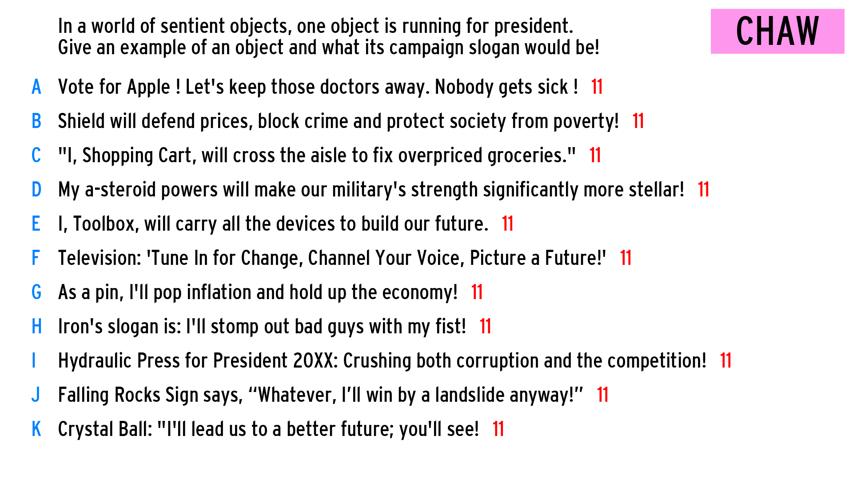 In a world of sentient objects, one object is running for president.
Give an example of an object and what its campaign slogan would be!
CHAW
A Vote for Apple ! Let's keep those doctors away. Nobody gets sick ! 11
B Shield will defend prices, block crime and protect society from poverty! 11
C "I, Shopping Cart, will cross the aisle to fix overpriced groceries." 11
D My a-steroid powers will make our military's strength significantly more stellar! 11
E I, Toolbox, will carry all the devices to build our future. 11
F Television: 'Tune In for Change, Channel Your Voice, Picture a Future!' 11
G As a pin, I'll pop inflation and hold up the economy! 11
H Iron's slogan is: I'll stomp out bad guys with my fist! 11
I Hydraulic Press for President 20XX: Crushing both corruption and the competition! 11
J Falling Rocks Sign says, “Whatever, I’ll win by a landslide anyway!” 11
K Crystal Ball: "I'll lead us to a better future; you'll see! 11